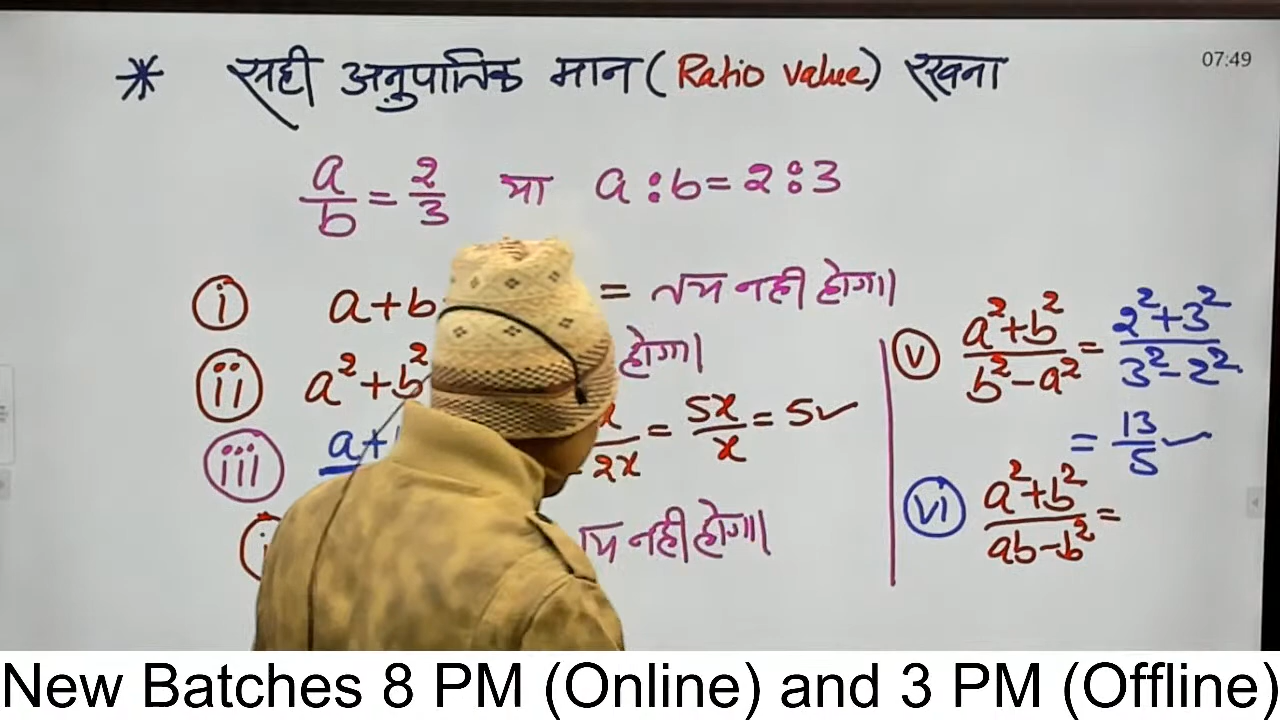 * सही अनुपातिक मान (Ratio value) रखना
07:49
a/b = 2/3 या a:b = 2:3
(i) a+b = तय नही होगा।
(ii) a²+b² होगा।
(iii) a+ x/2x = 5x/x = 5✓
तय नही होगा।
(v) (a²+b²)/(b²-a²) = (2²+3²)/(3²-2²)
= 13/5 ✓
(vi) (a²+b²)/(ab-b²) =
New Batches 8 PM (Online) and 3 PM (Offline)